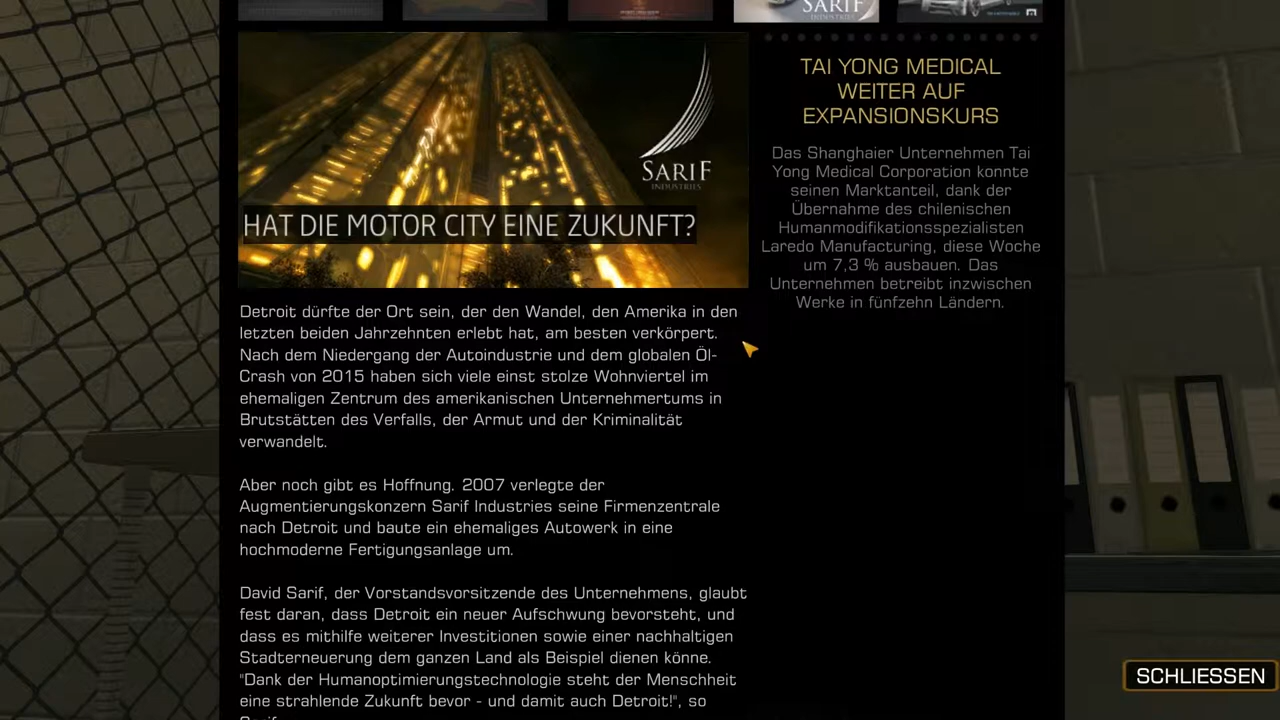 SARIF
INDUSTRIES
SARIF
INDUSTRIES
HAT DIE MOTOR CITY EINE ZUKUNFT?
Detroit dürfte der Ort sein, der den Wandel, den Amerika in den
letzten beiden Jahrzehnten erlebt hat, am besten verkörpert.
Nach dem Niedergang der Autoindustrie und dem globalen Öl-
Crash von 2015 haben sich viele einst stolze Wohnviertel im
ehemaligen Zentrum des amerikanischen Unternehmertums in
Brutstätten des Verfalls, der Armut und der Kriminalität
verwandelt.
Aber noch gibt es Hoffnung. 2007 verlegte der
Augmentierungskonzern Sarif Industries seine Firmenzentrale
nach Detroit und baute ein ehemaliges Autowerk in eine
hochmoderne Fertigungsanlage um.
David Sarif, der Vorstandsvorsitzende des Unternehmens, glaubt
fest daran, dass Detroit ein neuer Aufschwung bevorsteht, und
dass es mithilfe weiterer Investitionen sowie einer nachhaltigen
Stadterneuerung dem ganzen Land als Beispiel dienen könne.
"Dank der Humanoptimierungstechnologie steht der Menschheit
eine strahlende Zukunft bevor - und damit auch Detroit!", so
Sarif
TAI YONG MEDICAL
WEITER AUF
EXPANSIONSKURS
Das Shanghaier Unternehmen Tai
Yong Medical Corporation konnte
seinen Marktanteil, dank der
Übernahme des chilenischen
Humanmodifikationsspezialisten
Laredo Manufacturing, diese Woche
um 7,3 % ausbauen. Das
Unternehmen betreibt inzwischen
Werke in fünfzehn Ländern.
SCHLIESSEN